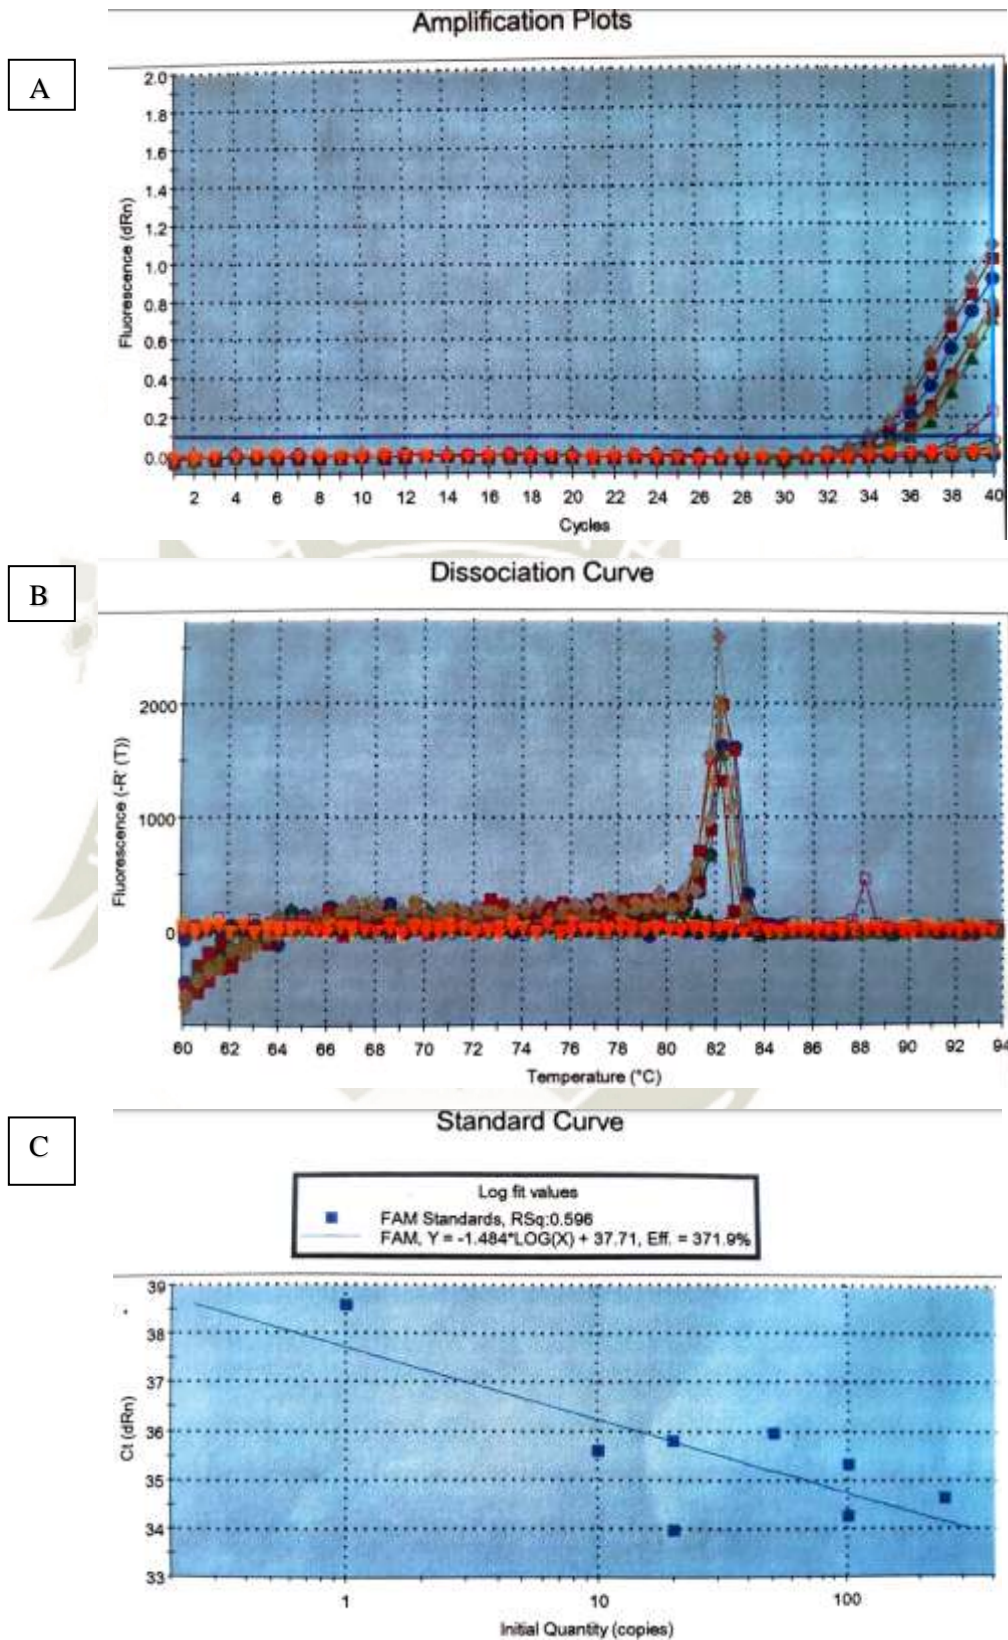 Amplification Plots
A
2.0
1.8
1.6
1.4
1.2
1.0
0.8
0.6
0.4
0.2
0.0
Fluorescence (dRn)
2 4 6 8 10 12 14 16 18 20 22 24 26 28 30 32 34 36 38 40
Cycles
Dissociation Curve
B
2000
1000
0
Fluorescence (-R' (T))
60 62 64 66 68 70 72 74 76 78 80 82 84 86 88 90 92 94
Temperature (°C)
Standard Curve
C
Log fit values
FAM Standards, RSq:0.596
FAM, Y = -1.484*LOG(X) + 37.71, Eff. = 371.9%
39
38
37
36
35
34
33
Ct (dRn)
1 10 100
Initial Quantity (copies)